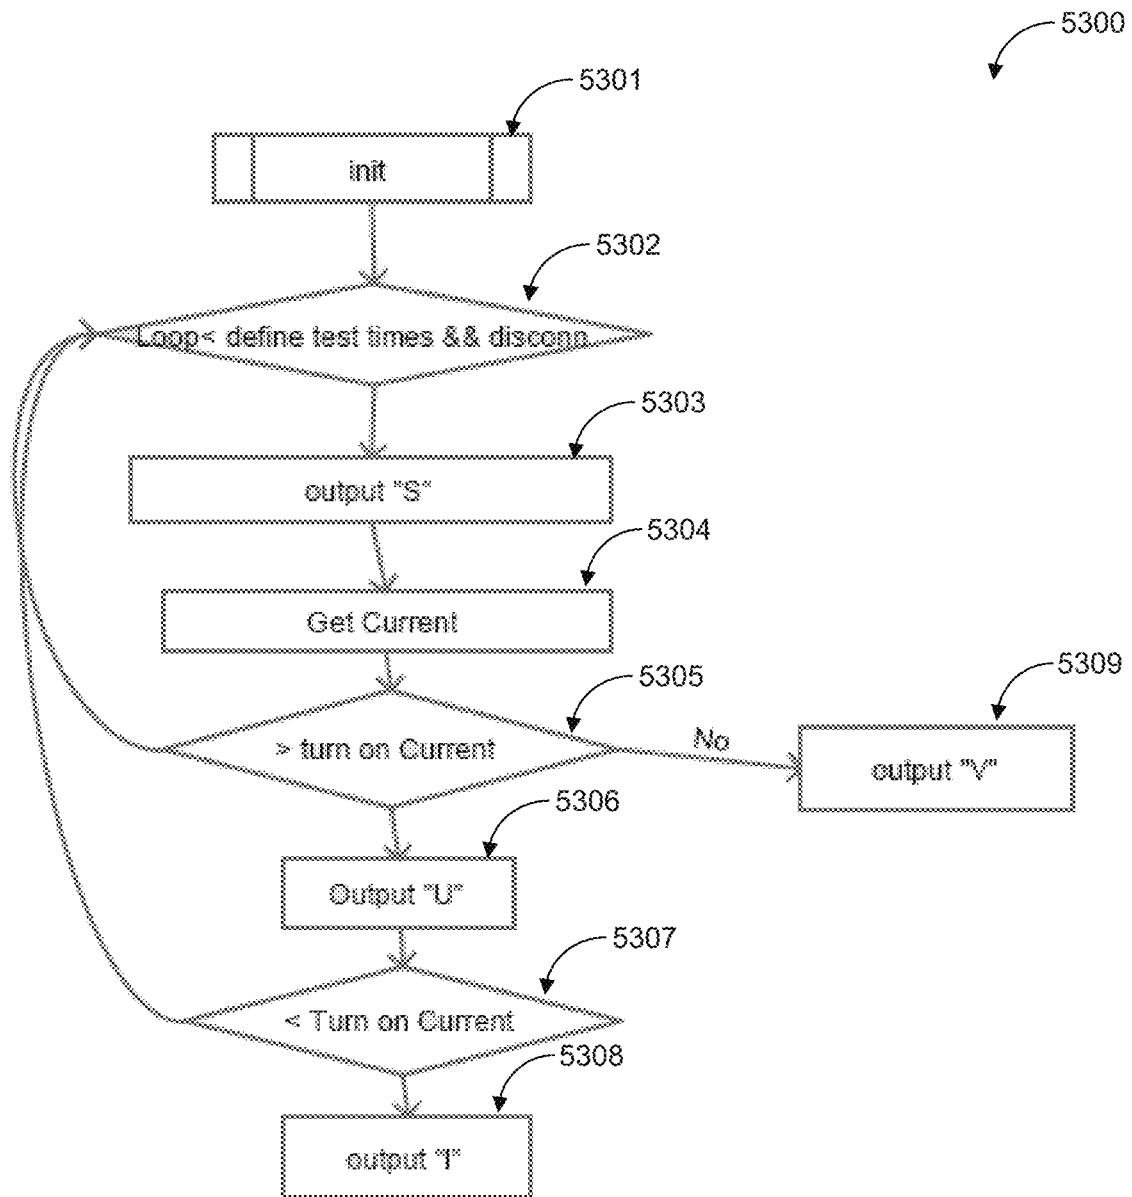 5300
5301
init
5302
Loop< define test times && disconn
5303
output "S"
5304
Get Current
5305
> turn on Current
No
5309
output "V"
5306
Output "U"
5307
< Turn on Current
5308
output "I"